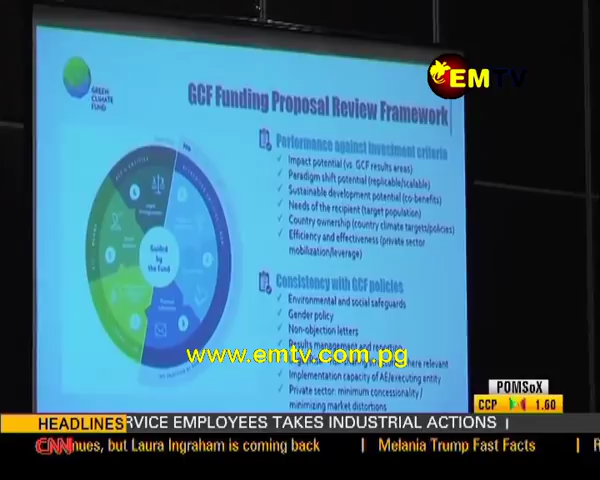 EMTV
GREEN
CLIMATE
FUND
GCF Funding Proposal Review Framework
Performance against investment criteria
Impact potential (vs. GCF results areas)
Paradigm shift potential (replicable/scalable)
Sustainable development potential (co-benefits)
Needs of the recipient (target population)
Country ownership (country climate targets/policies)
Efficiency and effectiveness (private sector
mobilization/leverage)
Guided
by
the Fund
Consistency with GCF policies
Environmental and social safeguards
Gender policy
Non-objection letters
Results management and reporting
www.emtv.com.pg
where relevant
Implementation capacity of AE/executing entity
Private sector: minimum concessionality /
minimizing market distortions
POMSoX
CCP 1.60
HEADLINES RVICE EMPLOYEES TAKES INDUSTRIAL ACTIONS |
CNN nues, but Laura Ingraham is coming back | Melania Trump Fast Facts | R